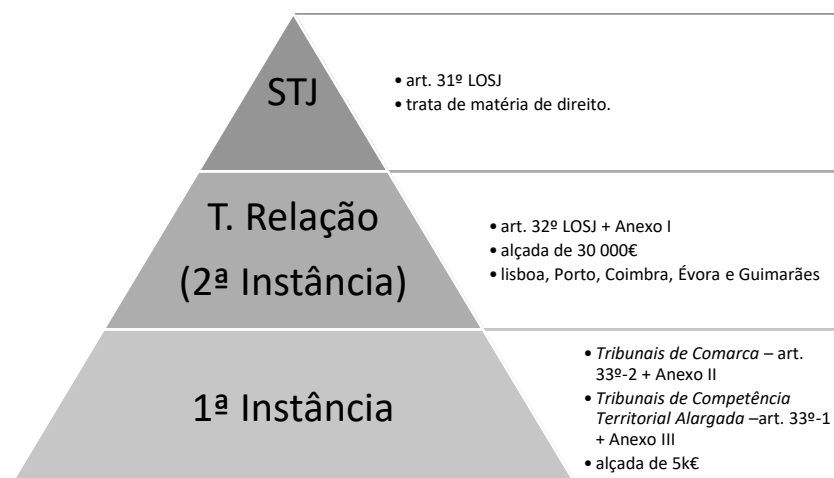 STJ
• art. 31º LOSJ
• trata de matéria de direito.
T. Relação
(2ª Instância)
• art. 32º LOSJ + Anexo I
• alçada de 30 000€
• lisboa, Porto, Coimbra, Évora e Guimarães
1ª Instância
• Tribunais de Comarca – art.
33º-2 + Anexo II
• Tribunais de Competência
Territorial Alargada –art. 33º-1
+ Anexo III
• alçada de 5k€